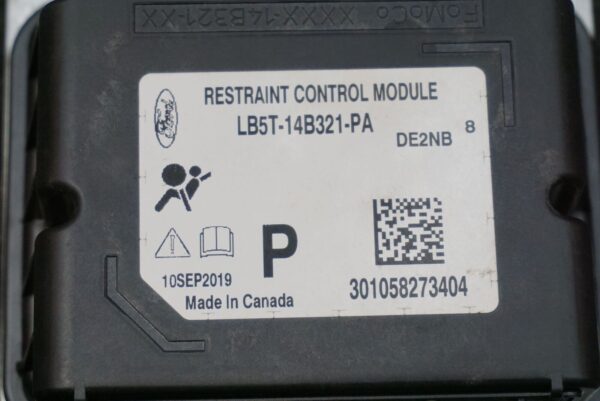 FoMoCo XXXX-14B321-XX
RESTRAINT CONTROL MODULE
Ford
LB5T-14B321-PA
DE2NB 8
P
10SEP2019
Made In Canada
301058273404